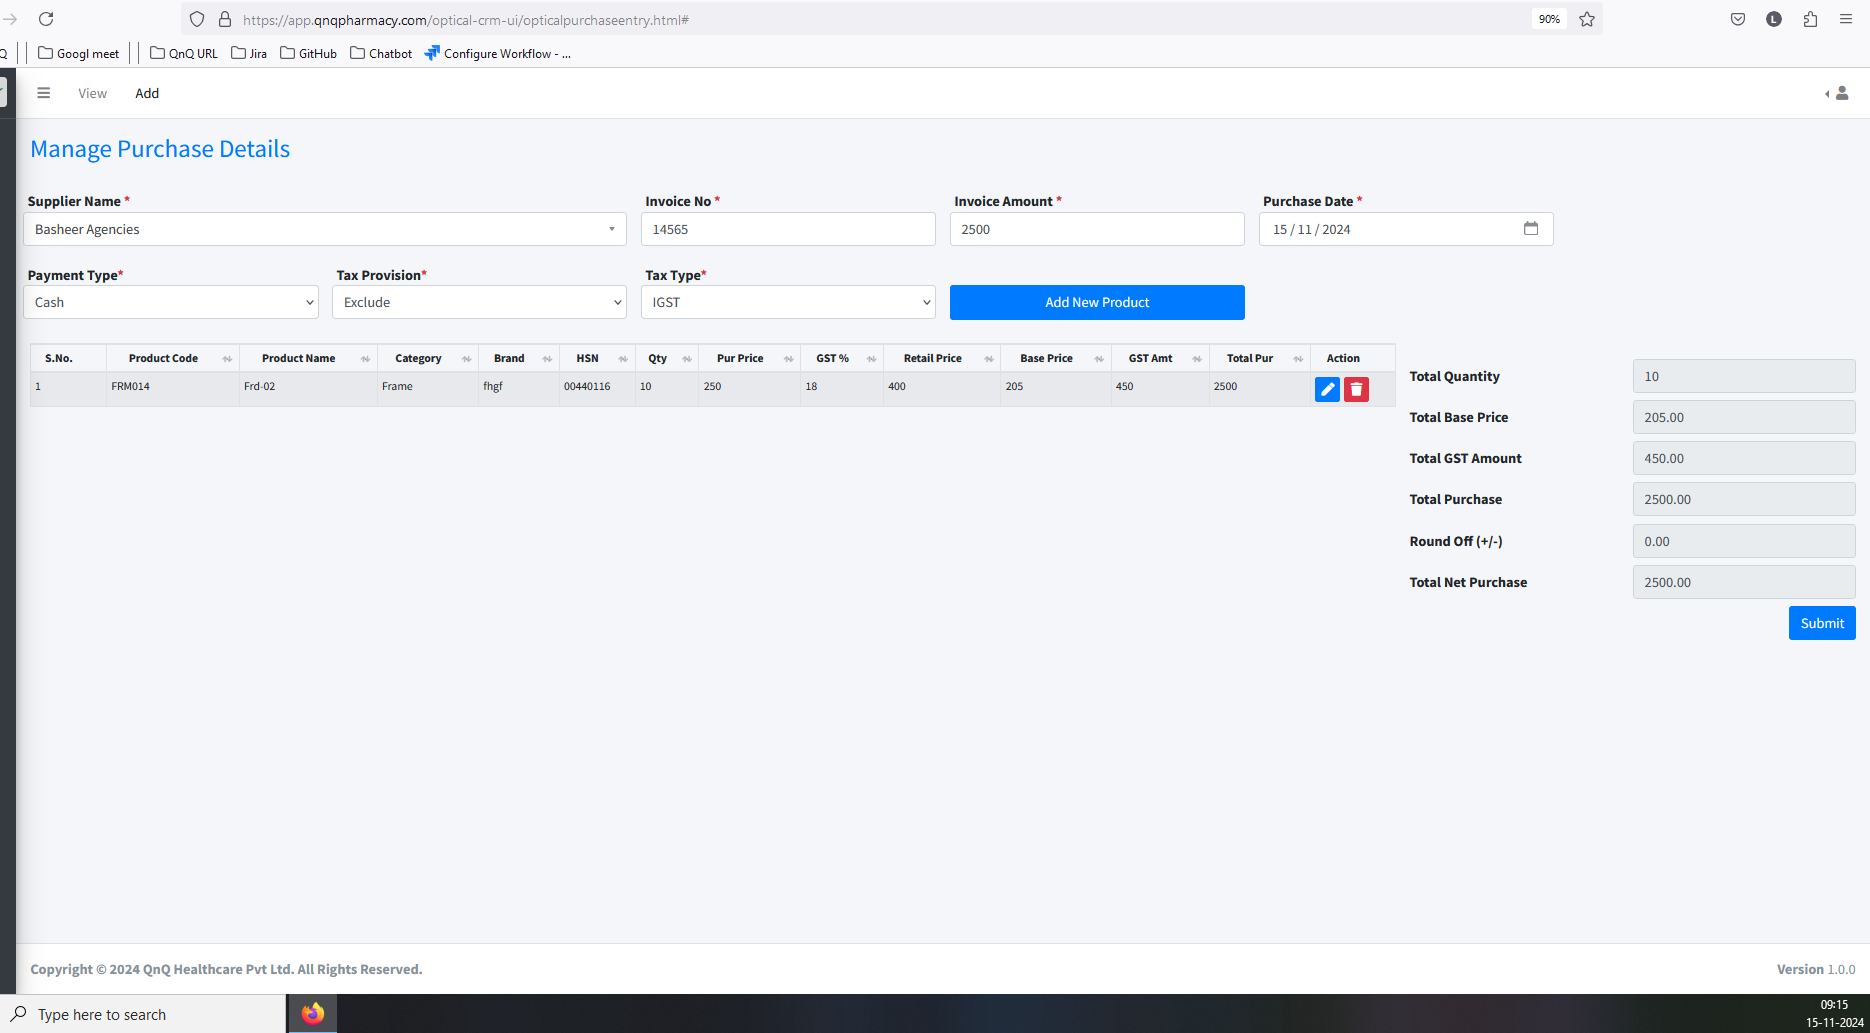 https://app.qnqpharmacy.com/optical-crm-ui/opticalpurchaseentry.html#
90%
L
Q
Googl meet
QnQ URL
Jira
GitHub
Chatbot
Configure Workflow - ...
View
Add
Manage Purchase Details
Supplier Name *
Invoice No *
Invoice Amount *
Purchase Date *
Basheer Agencies
14565
2500
15 / 11 / 2024
Payment Type*
Tax Provision*
Tax Type*
Cash
Exclude
IGST
Add New Product
S.No. Product Code Product Name Category Brand HSN Qty Pur Price GST % Retail Price Base Price GST Amt Total Pur Action
1 FRM014 Frd-02 Frame fhgf 00440116 10 250 18 400 205 450 2500
Total Quantity 10
Total Base Price 205.00
Total GST Amount 450.00
Total Purchase 2500.00
Round Off (+/-) 0.00
Total Net Purchase 2500.00
Submit
Copyright © 2024 QnQ Healthcare Pvt Ltd. All Rights Reserved.
Version 1.0.0
Type here to search
09:15
15-11-2024